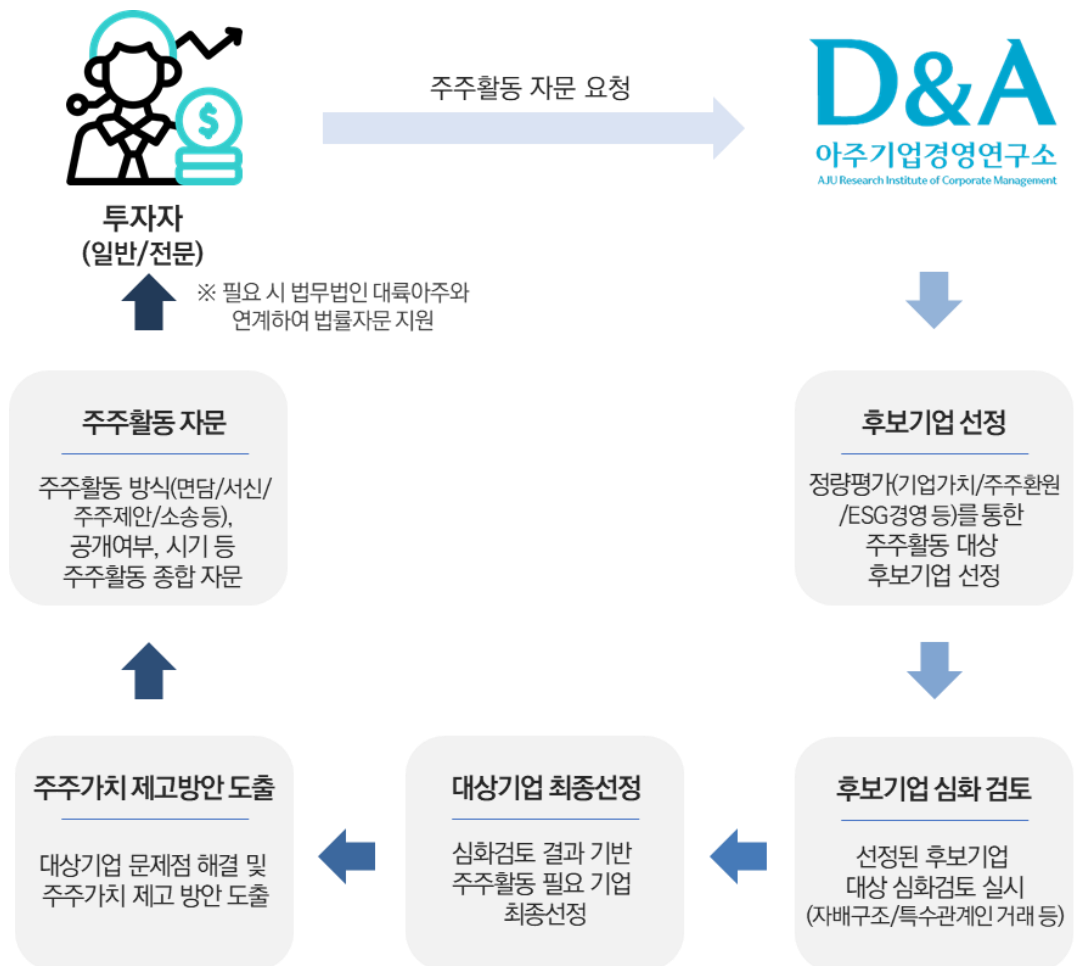 주주활동 자문 요청
$
D&A
아주기업경영연구소
AJU Research Institute of Corporate Management
투자자
(일반/전문)
※ 필요 시 법무법인 대륙아주와
연계하여 법률자문 지원
후보기업 선정
정량평가(기업가치/주주환원
/ESG경영 등)를 통한
주주활동 대상
후보기업 선정
후보기업 심화 검토
선정된 후보기업
대상 심화검토 실시
(자배구조/특수관계인 거래 등)
대상기업 최종선정
심화검토 결과 기반
주주활동 필요 기업
최종선정
주주가치 제고방안 도출
대상기업 문제점 해결 및
주주가치 제고 방안 도출
주주활동 자문
주주활동 방식(면담/서신/
주주제안/소송 등),
공개여부, 시기 등
주주활동 종합 자문